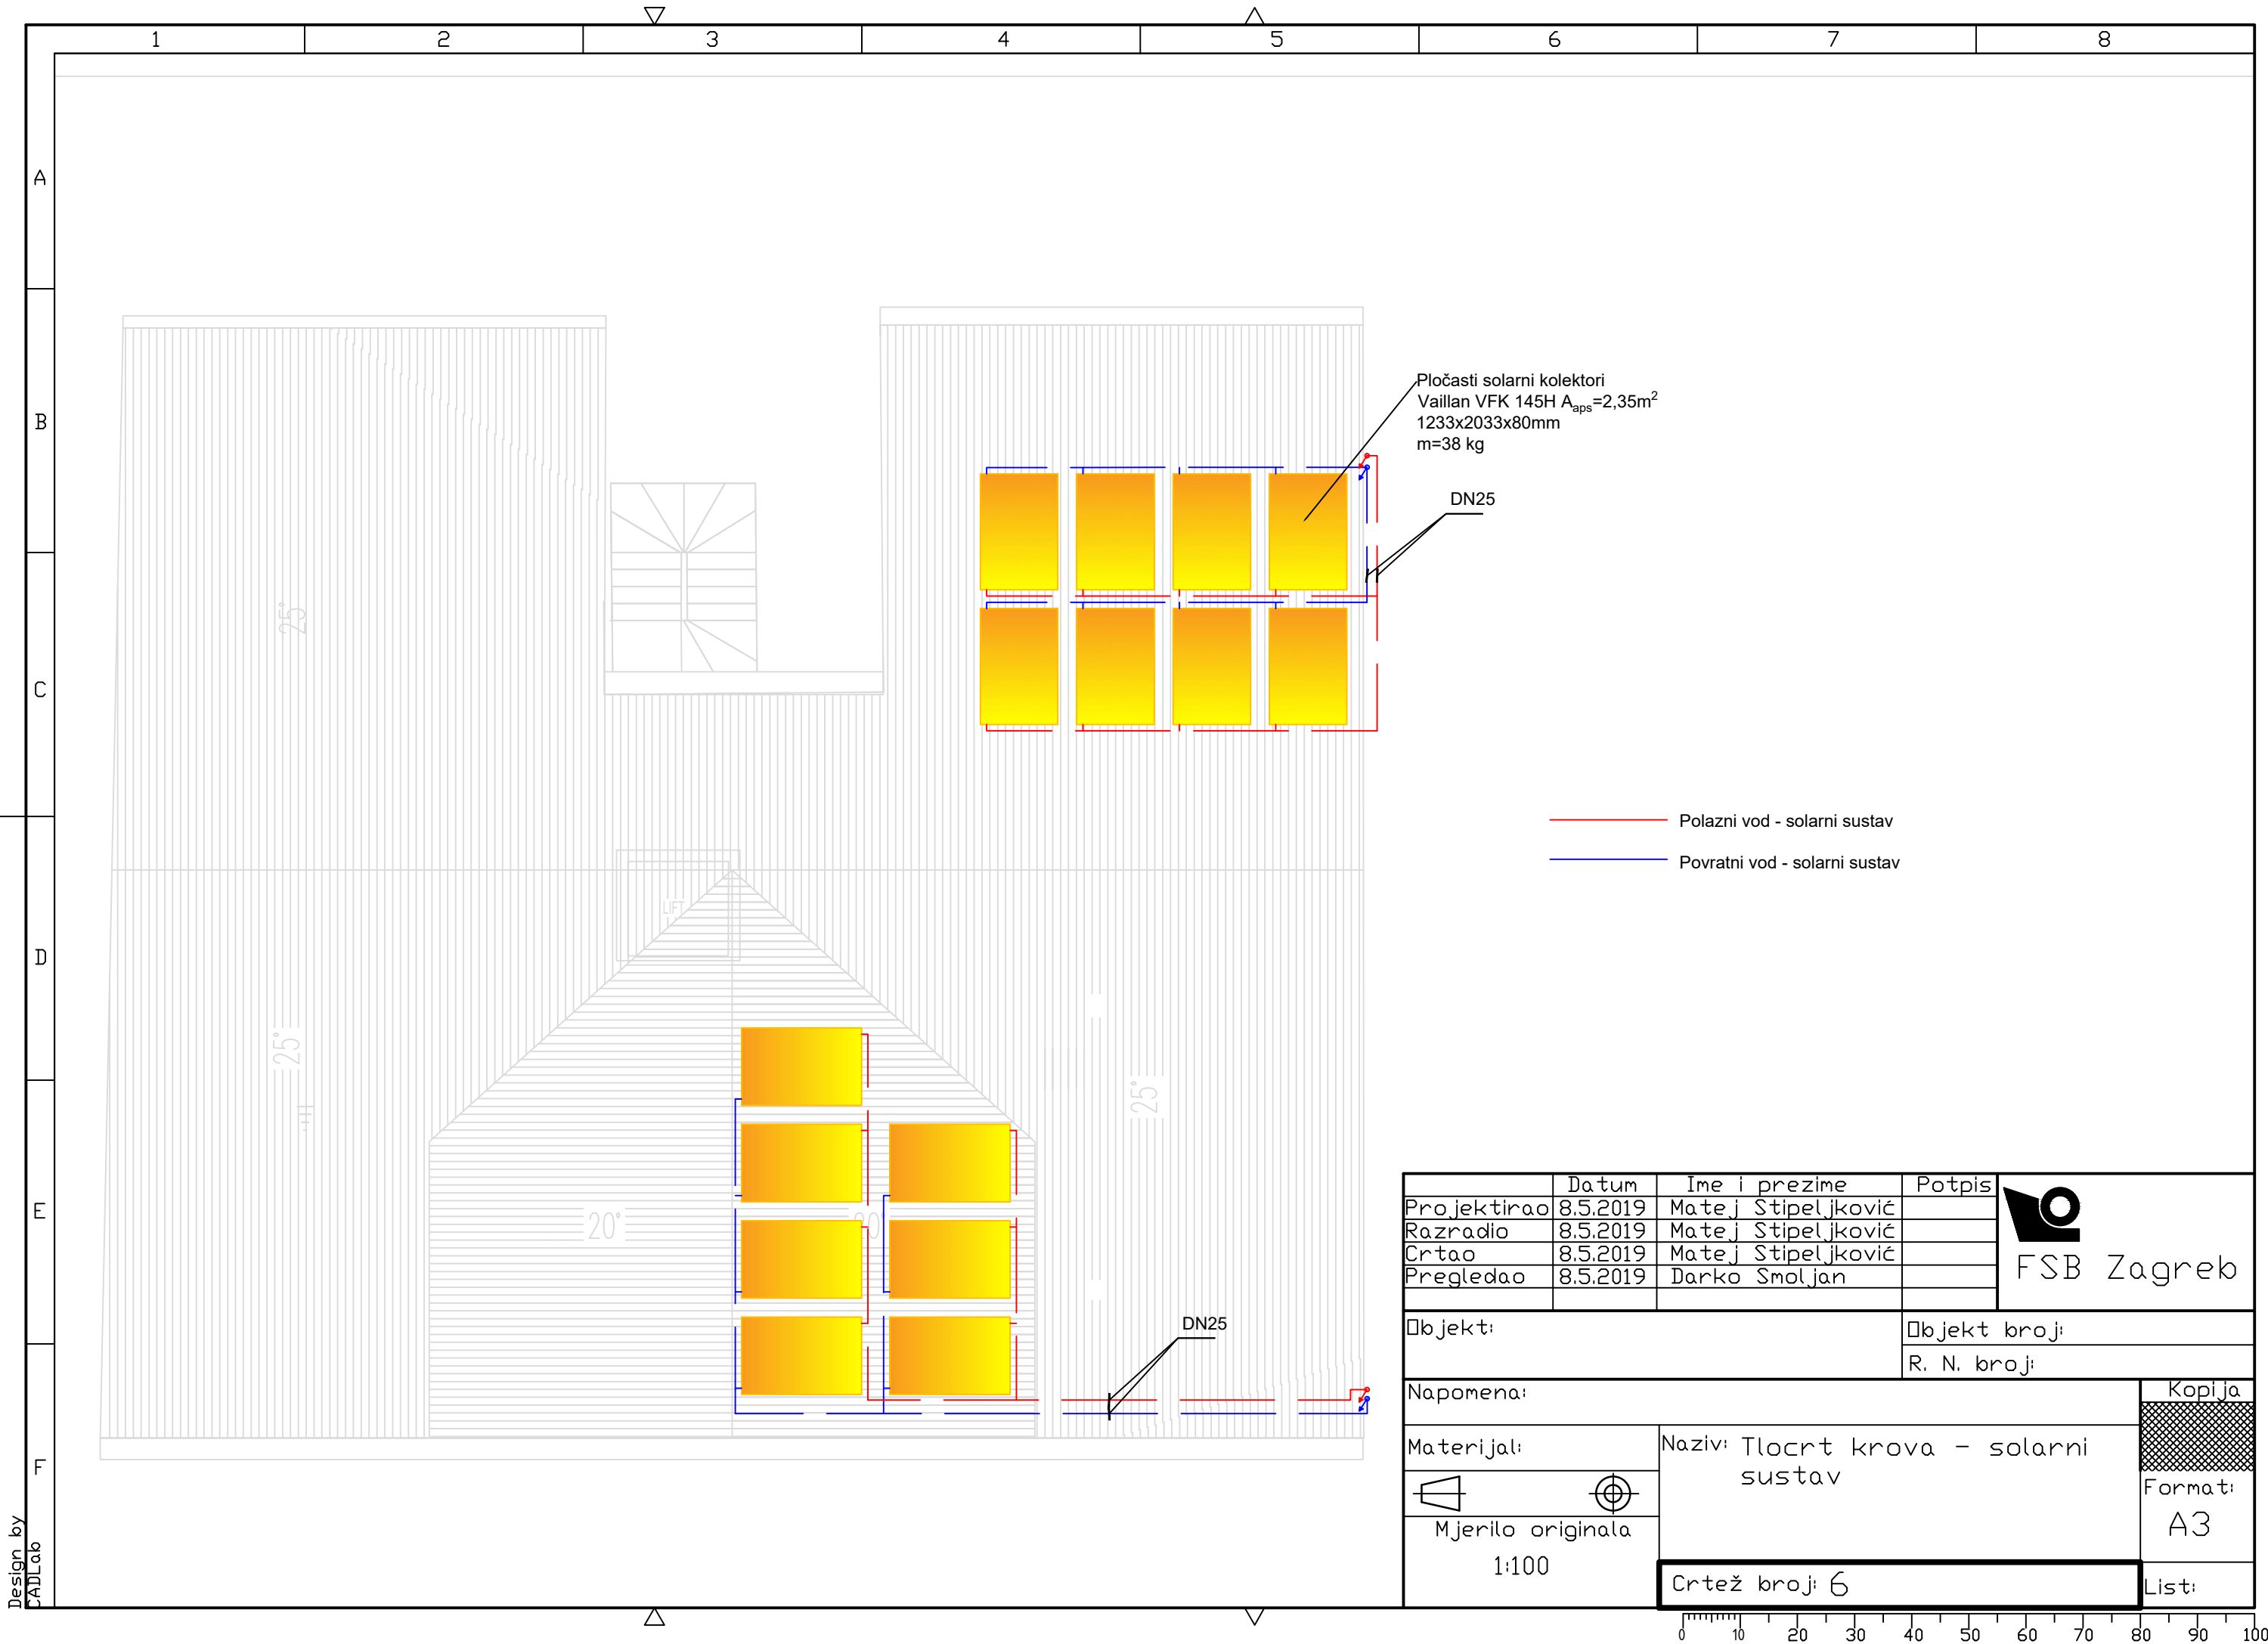 1 2 3 4 5 6 7 8
A
B
C
D
E
F
Pločasti solarni kolektori
Vaillan VFK 145H Aaps=2,35m2
1233x2033x80mm
m=38 kg
DN25
25°
Polazni vod - solarni sustav
Povratni vod - solarni sustav
LIFT
25°
25°
20°
20
DN25
Datum Ime i prezime Potpis
Projektirao 8.5.2019 Matej Stipeljković
Razradio 8.5.2019 Matej Stipeljković
Crtao 8.5.2019 Matej Stipeljković
Pregledao 8.5.2019 Darko Smoljan
FSB Zagreb
Objekt:
Objekt broj:
R. N. broj:
Napomena:
Kopija
Materijal:
Naziv: Tlocrt krova - solarni
sustav
Format:
A3
Mjerilo originala
1:100
Crtež broj: 6
List:
Design by
CADLab
0 10 20 30 40 50 60 70 80 90 100